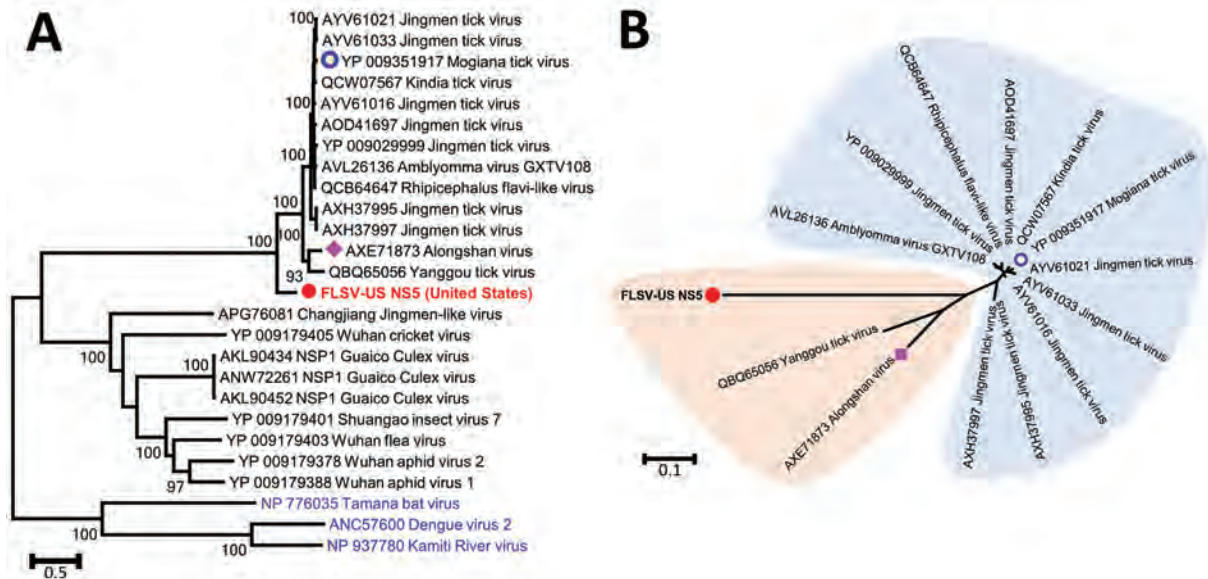 A
100
AYV61021 Jingmen tick virus
AYV61033 Jingmen tick virus
YP 009351917 Mogiana tick virus
QCW07567 Kindia tick virus
100
AYV61016 Jingmen tick virus
AOD41697 Jingmen tick virus
YP 009029999 Jingmen tick virus
100
AVL26136 Amblyomma virus GXTV108
QCB64647 Rhipicephalus flavi-like virus
AXH37995 Jingmen tick virus
AXH37997 Jingmen tick virus
100
100
AXE71873 Alongshan virus
93
QBQ65056 Yanggou tick virus
FLSV-US NS5 (United States)
APG76081 Changjiang Jingmen-like virus
YP 009179405 Wuhan cricket virus
100
100
AKL90434 NSP1 Guaico Culex virus
ANW72261 NSP1 Guaico Culex virus
AKL90452 NSP1 Guaico Culex virus
YP 009179401 Shuangao insect virus 7
100
YP 009179403 Wuhan flea virus
YP 009179378 Wuhan aphid virus 2
97
YP 009179388 Wuhan aphid virus 1
NP 776035 Tamana bat virus
100
ANC57600 Dengue virus 2
100
NP 937780 Kamiti River virus
0.5
B
AVL26136 Amblyomma virus GXTV108
YP 009029999 Jingmen tick virus
QCB64647 Rhipicephalus flavi-like virus
AOD41697 Jingmen tick virus
QCW07567 Kindia tick virus
YP 009351917 Mogiana tick virus
AYV61021 Jingmen tick virus
AYV61033 Jingmen tick virus
AYV61016 Jingmen tick virus
AXH37995 Jingmen tick virus
AXH37997 Jingmen tick virus
AXE71873 Alongshan virus
QBQ65056 Yanggou tick virus
FLSV-US NS5
0.1